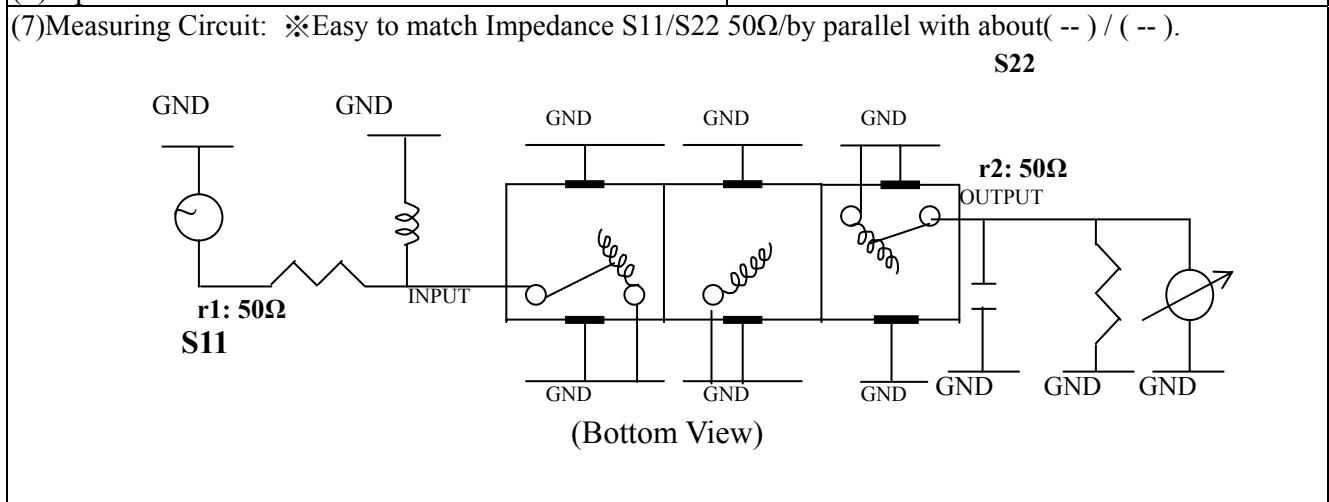 (7)Measuring Circuit: ※Easy to match Impedance S11/S22 50Ω/by parallel with about( -- ) / ( -- ).
S22
GND GND GND GND GND
r2: 50Ω
OUTPUT
INPUT
r1: 50Ω
S11
GND GND GND GND GND GND
(Bottom View)